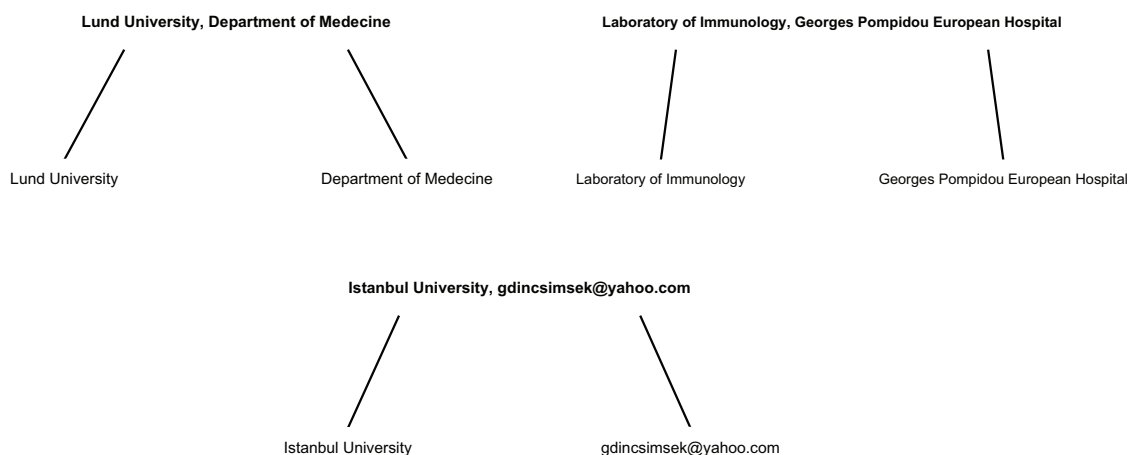 Lund University, Department of Medecine
Laboratory of Immunology, Georges Pompidou European Hospital
Lund University
Department of Medecine
Laboratory of Immunology
Georges Pompidou European Hospital
Istanbul University, gdincsimsek@yahoo.com
Istanbul University
gdincsimsek@yahoo.com